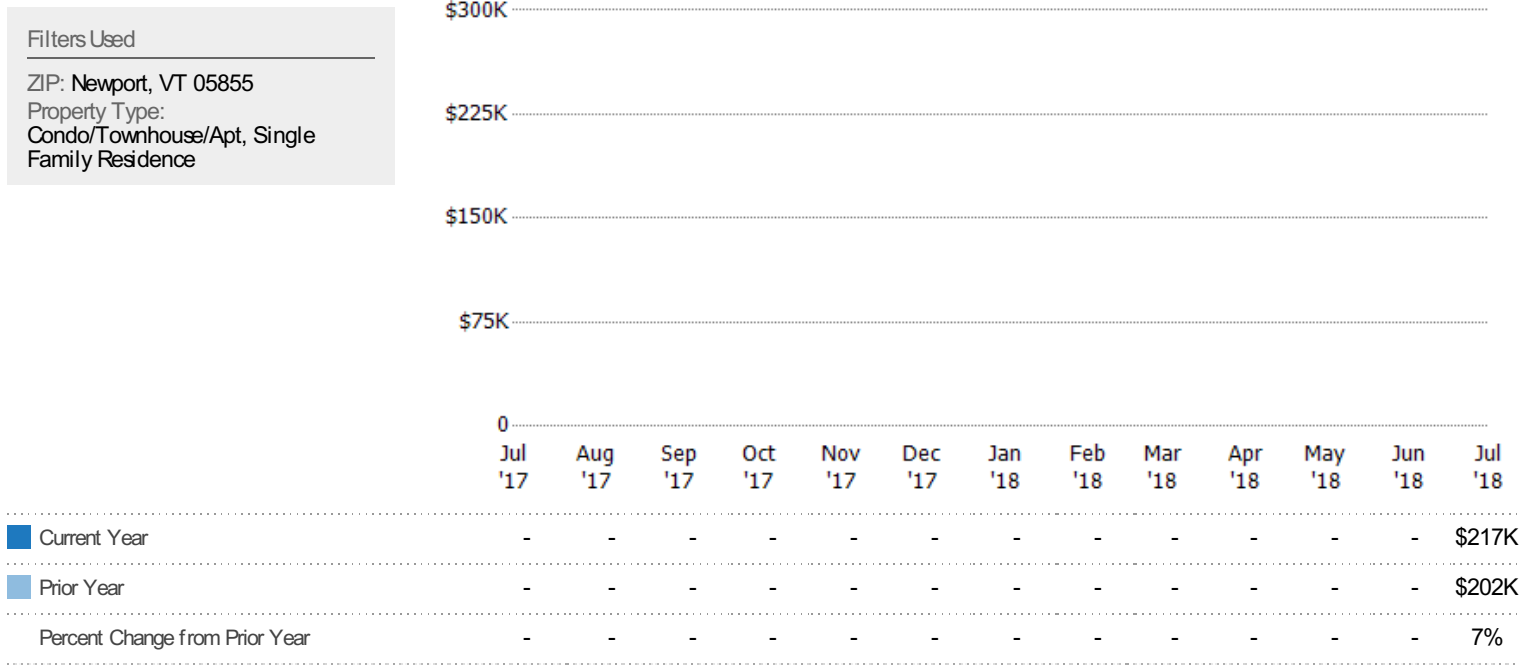 Filters Used
ZIP: Newport, VT 05855
Property Type:
Condo/Townhouse/Apt, Single
Family Residence
$300K
$225K
$150K
$75K
0
Jul Aug Sep Oct Nov Dec Jan Feb Mar Apr May Jun Jul
'17 '17 '17 '17 '17 '17 '18 '18 '18 '18 '18 '18 '18
Current Year - - - - - - - - - - - - $217K
Prior Year - - - - - - - - - - - - $202K
Percent Change from Prior Year - - - - - - - - - - - - 7%